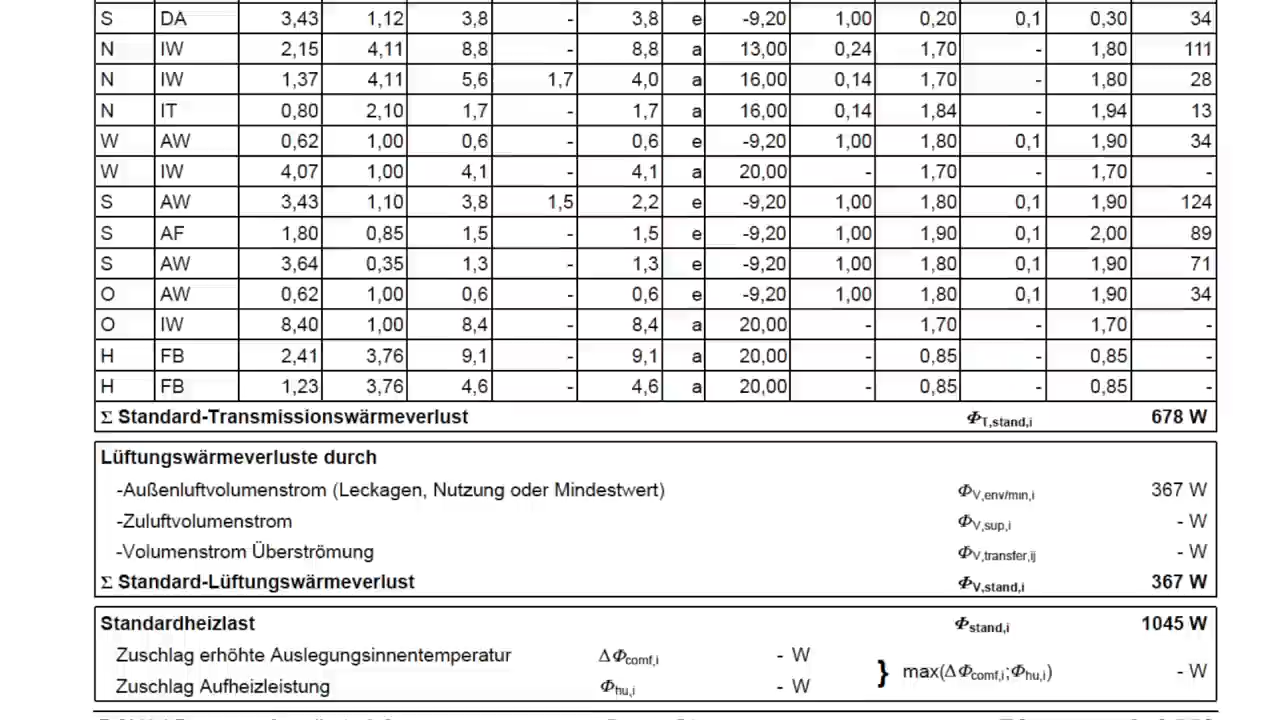 S DA 3,43 1,12 3,8 - 3,8 e -9,20 1,00 0,20 0,1 0,30 34
N IW 2,15 4,11 8,8 - 8,8 a 13,00 0,24 1,70 - 1,80 111
N IW 1,37 4,11 5,6 1,7 4,0 a 16,00 0,14 1,70 - 1,80 28
N IT 0,80 2,10 1,7 - 1,7 a 16,00 0,14 1,84 - 1,94 13
W AW 0,62 1,00 0,6 - 0,6 e -9,20 1,00 1,80 0,1 1,90 34
W IW 4,07 1,00 4,1 - 4,1 a 20,00 - 1,70 - 1,70 -
S AW 3,43 1,10 3,8 1,5 2,2 e -9,20 1,00 1,80 0,1 1,90 124
S AF 1,80 0,85 1,5 - 1,5 e -9,20 1,00 1,90 0,1 2,00 89
S AW 3,64 0,35 1,3 - 1,3 e -9,20 1,00 1,80 0,1 1,90 71
O AW 0,62 1,00 0,6 - 0,6 e -9,20 1,00 1,80 0,1 1,90 34
O IW 8,40 1,00 8,4 - 8,4 a 20,00 - 1,70 - 1,70 -
H FB 2,41 3,76 9,1 - 9,1 a 20,00 - 0,85 - 0,85 -
H FB 1,23 3,76 4,6 - 4,6 a 20,00 - 0,85 - 0,85 -
Σ Standard-Transmissionswärmeverlust ΦT,stand,i 678 W
Lüftungswärmeverluste durch
-Außenluftvolumenstrom (Leckagen, Nutzung oder Mindestwert) ΦV,env/min,i 367 W
-Zuluftvolumenstrom ΦV,sup,i - W
-Volumenstrom Überströmung ΦV,transfer,ij - W
Σ Standard-Lüftungswärmeverlust ΦV,stand,i 367 W
Standardheizlast Φstand,i 1045 W
Zuschlag erhöhte Auslegungsinnentemperatur ΔΦcomf,i - W
} max(ΔΦcomf,i;Φhu,i) - W
Zuschlag Aufheizleistung Φhu,i - W